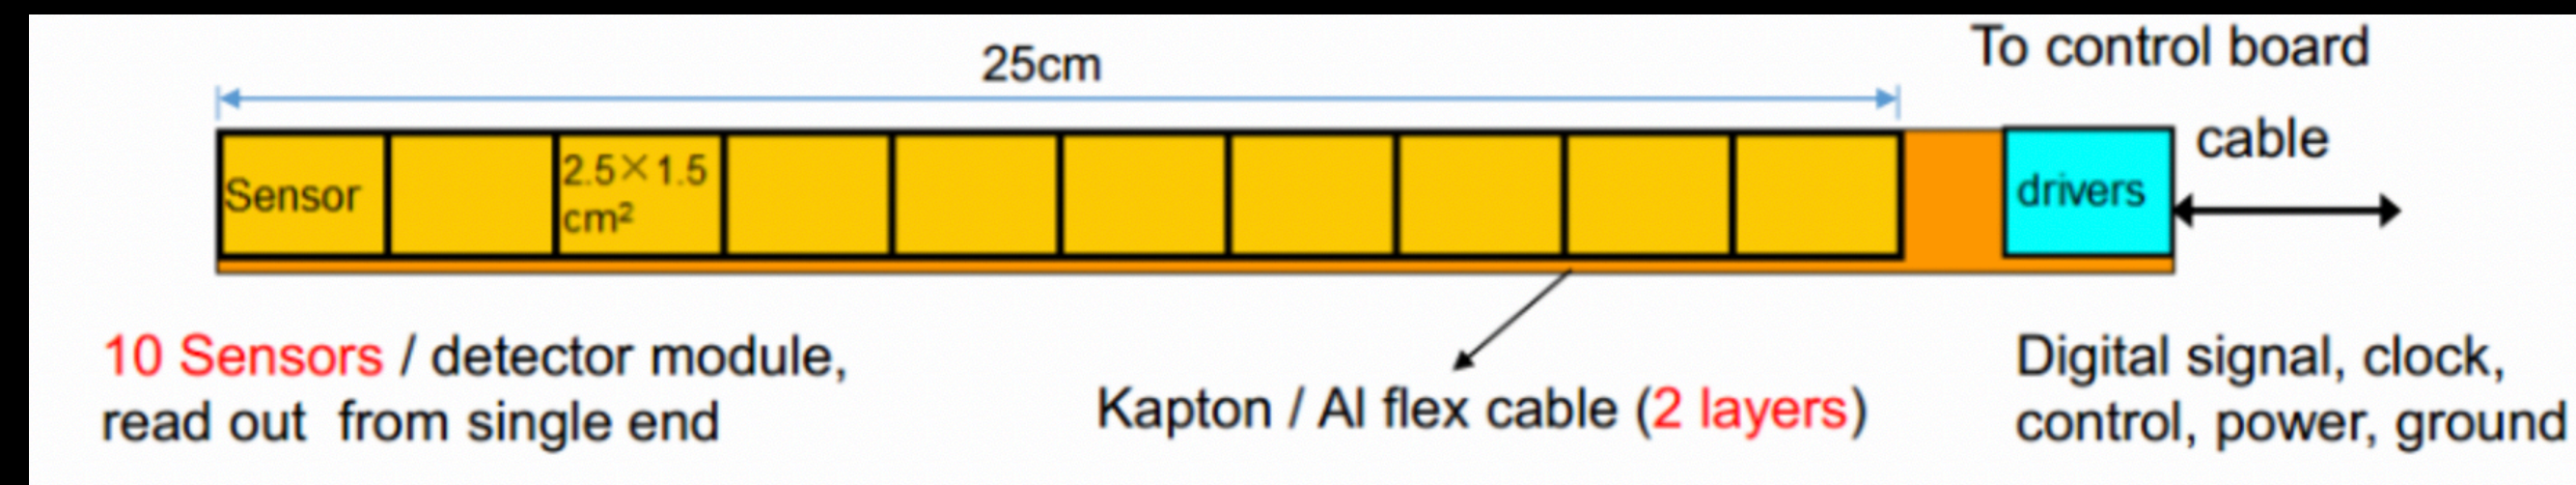 25cm
To control board
cable
Sensor
2.5×1.5
cm²
drivers
10 Sensors / detector module,
read out from single end
Kapton / Al flex cable (2 layers)
Digital signal, clock,
control, power, ground